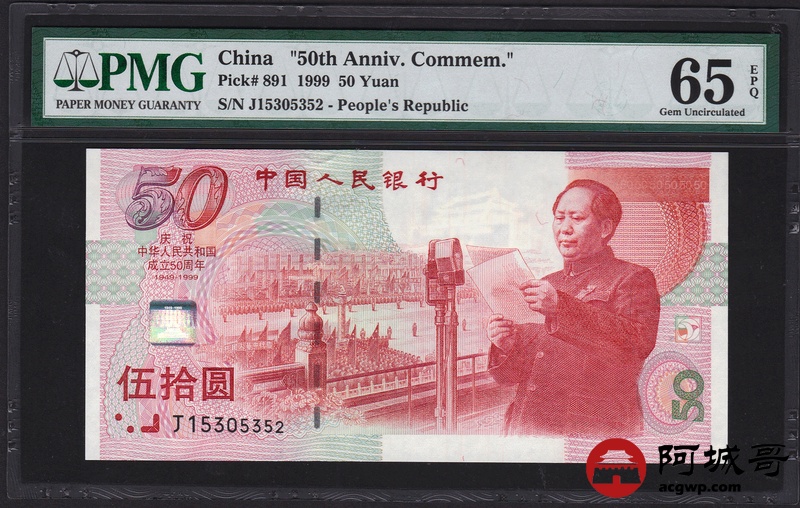 PMG
PAPER MONEY GUARANTY
China "50th Anniv. Commem."
Pick# 891 1999 50 Yuan
S/N J15305352 - People's Republic
65 EPQ
Gem Uncirculated
50
中国人民银行
庆祝
中华人民共和国
成立50周年
1949-1999
伍拾圆
J15305352
50
阿城哥
acgwp.com